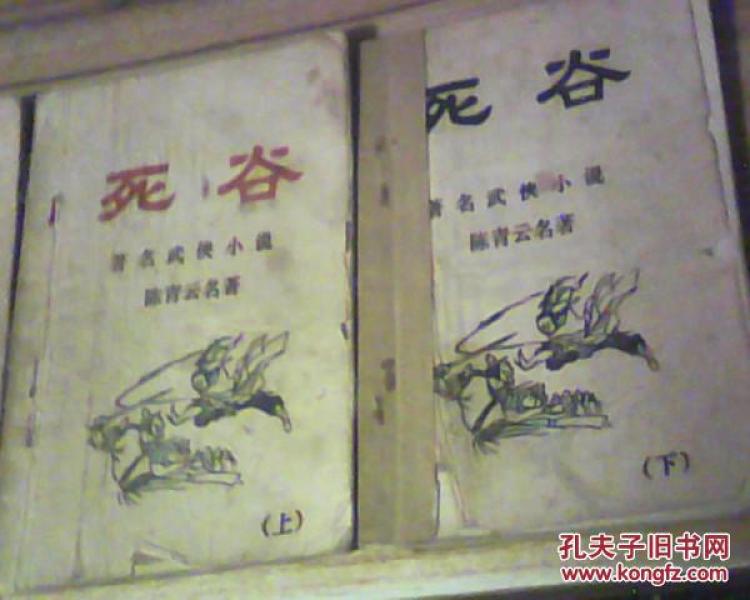 死谷
著名武侠小说
陈青云名著
(上)
死谷
著名武侠小说
陈青云名著
(下)
孔夫子旧书网
www.kongfz.com